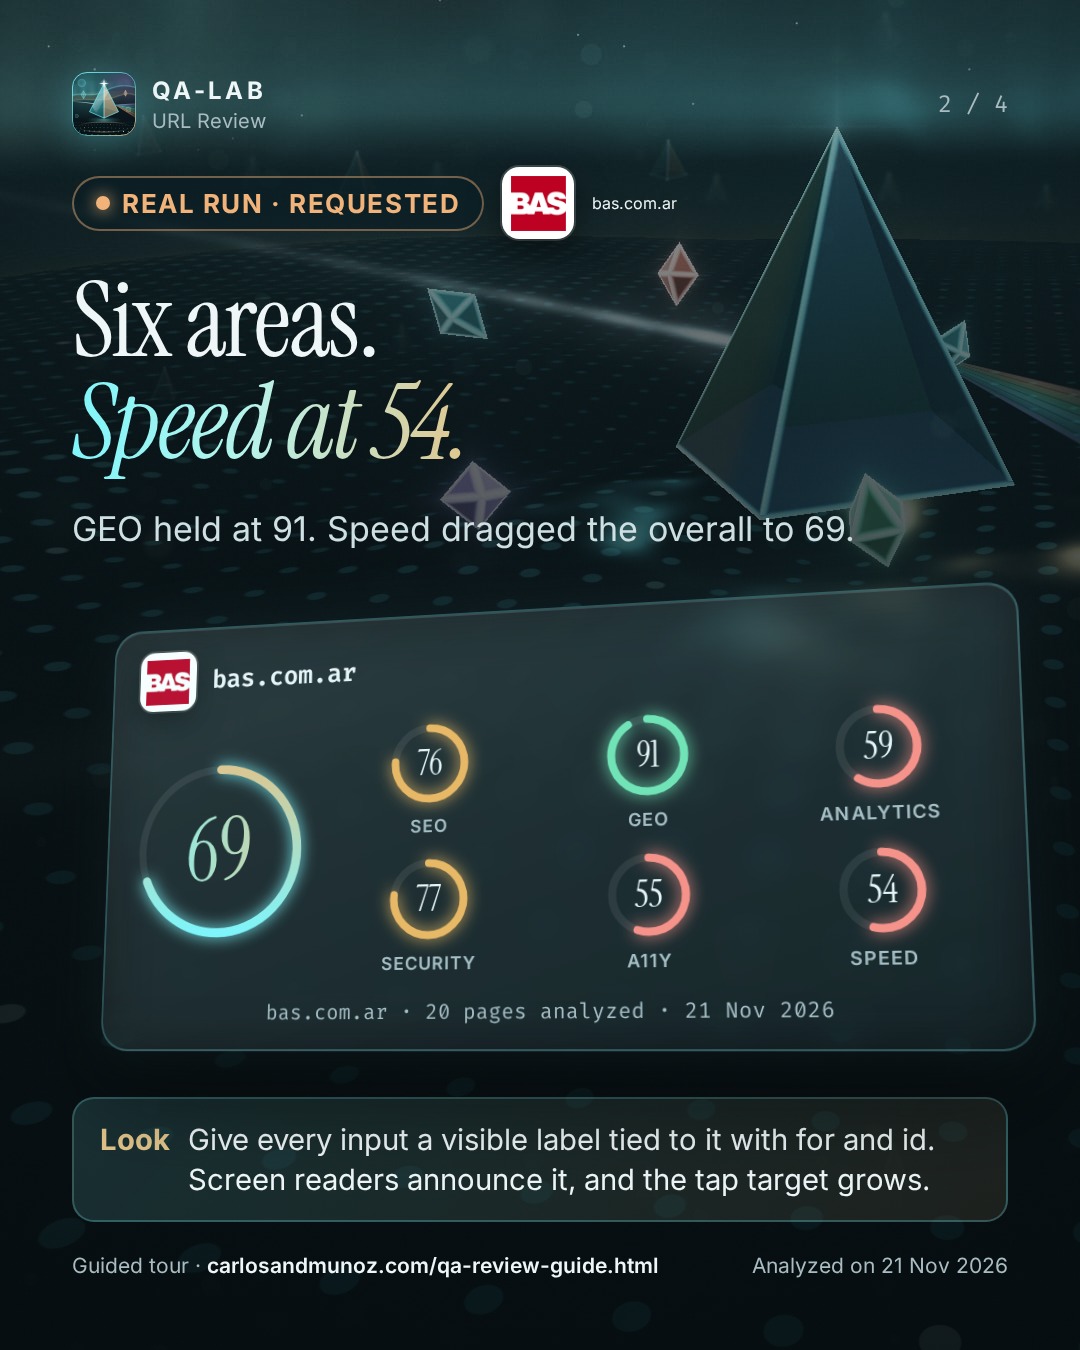 QA-LAB
URL Review
2 / 4
REAL RUN · REQUESTED
BAS
bas.com.ar
Six areas.
Speed at 54.
GEO held at 91. Speed dragged the overall to 69.
BAS
bas.com.ar
69
76
SEO
91
GEO
59
ANALYTICS
77
SECURITY
55
A11Y
54
SPEED
bas.com.ar · 20 pages analyzed · 21 Nov 2026
Look Give every input a visible label tied to it with for and id.
Screen readers announce it, and the tap target grows.
Guided tour · carlosandmunoz.com/qa-review-guide.html
Analyzed on 21 Nov 2026